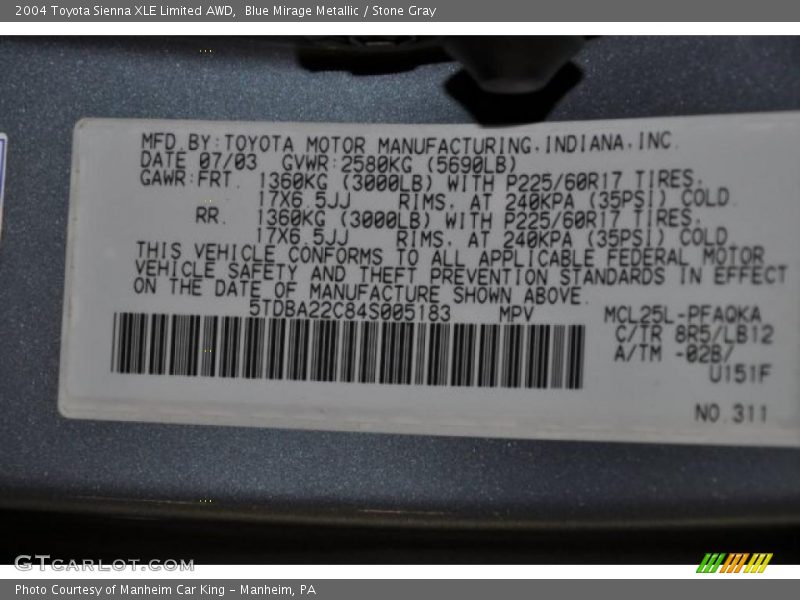 2004 Toyota Sienna XLE Limited AWD,  Blue Mirage Metallic / Stone Gray
MFD.BY:TOYOTA MOTOR MANUFACTURING,INDIANA,INC.
DATE 07/03   GVWR:2580KG (5690LB)
GAWR:FRT.  1360KG (3000LB) WITH P225/60R17 TIRES,
17X6.5JJ   RIMS, AT 240KPA (35PSI) COLD
RR.  1360KG (3000LB) WITH P225/60R17 TIRES,
17X6.5JJ   RIMS, AT 240KPA (35PSI) COLD
THIS VEHICLE CONFORMS TO ALL APPLICABLE FEDERAL MOTOR
VEHICLE SAFETY AND THEFT PREVENTION STANDARDS IN EFFECT
ON THE DATE OF MANUFACTURE SHOWN ABOVE.
5TDBA22C84S005183   MPV   MCL25L-PFAQKA
C/TR 8R5/LB12
A/TM -02B/
U151F
NO.311
GTCARLOT.COM
Photo Courtesy of Manheim Car King - Manheim, PA